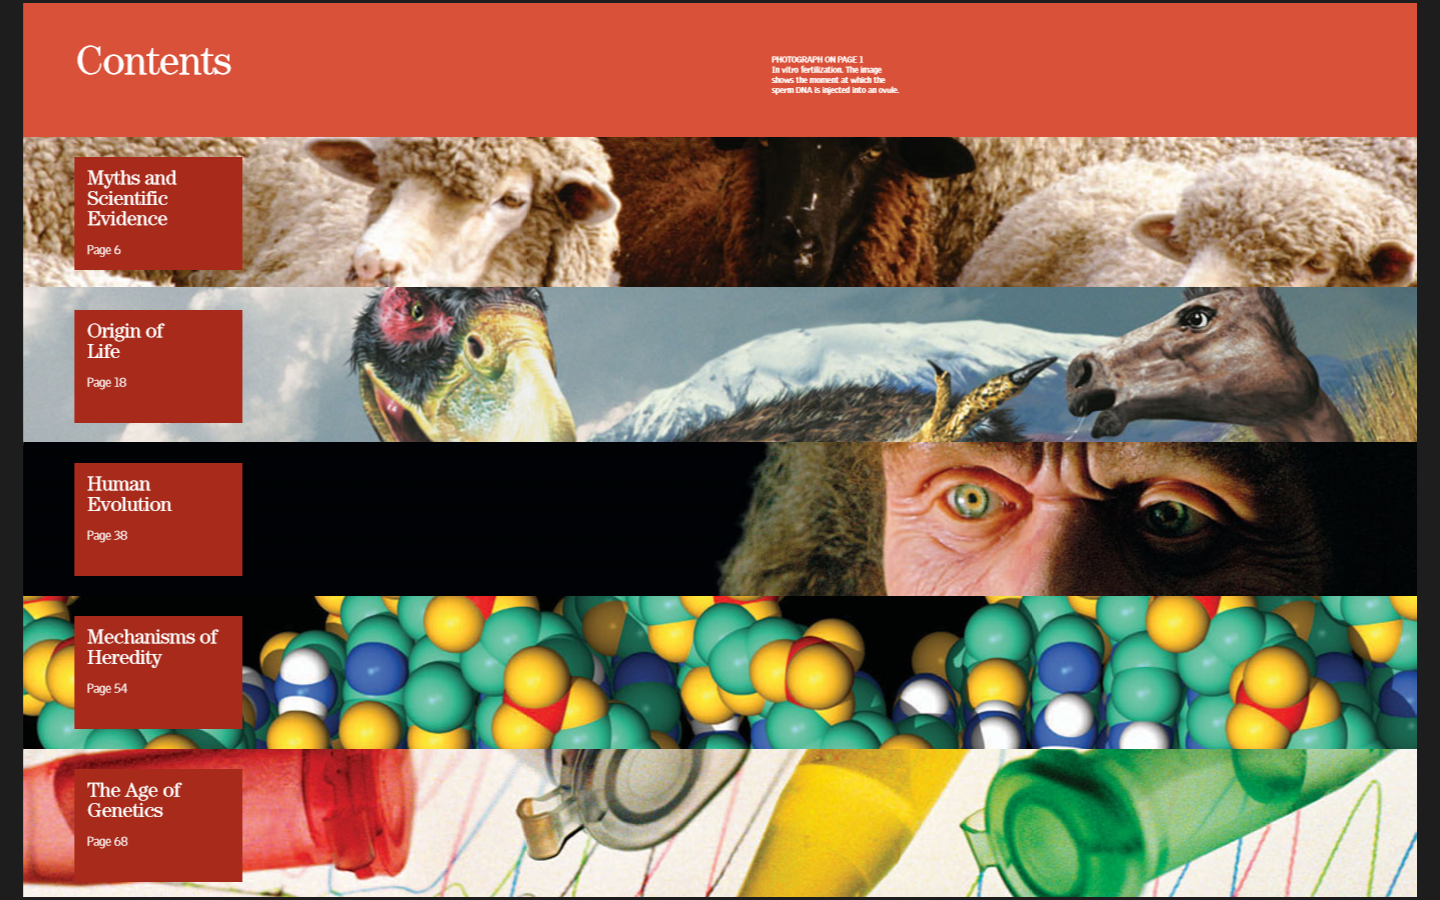 Contents
PHOTOGRAPH ON PAGE 1
In vitro fertilization. The image
shows the moment at which the
sperm DNA is injected into an ovule.
Myths and
Scientific
Evidence
Page 6
Origin of
Life
Page 18
Human
Evolution
Page 38
Mechanisms of
Heredity
Page 54
The Age of
Genetics
Page 68